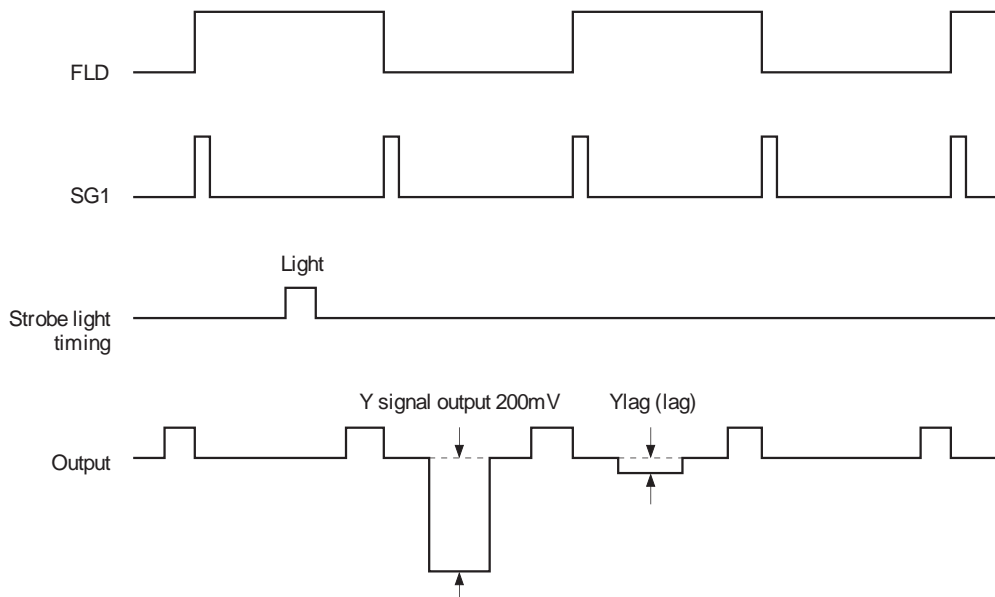 FLD
SG1
Light
Strobe light
timing
Y signal output 200mV
Ylag (lag)
Output